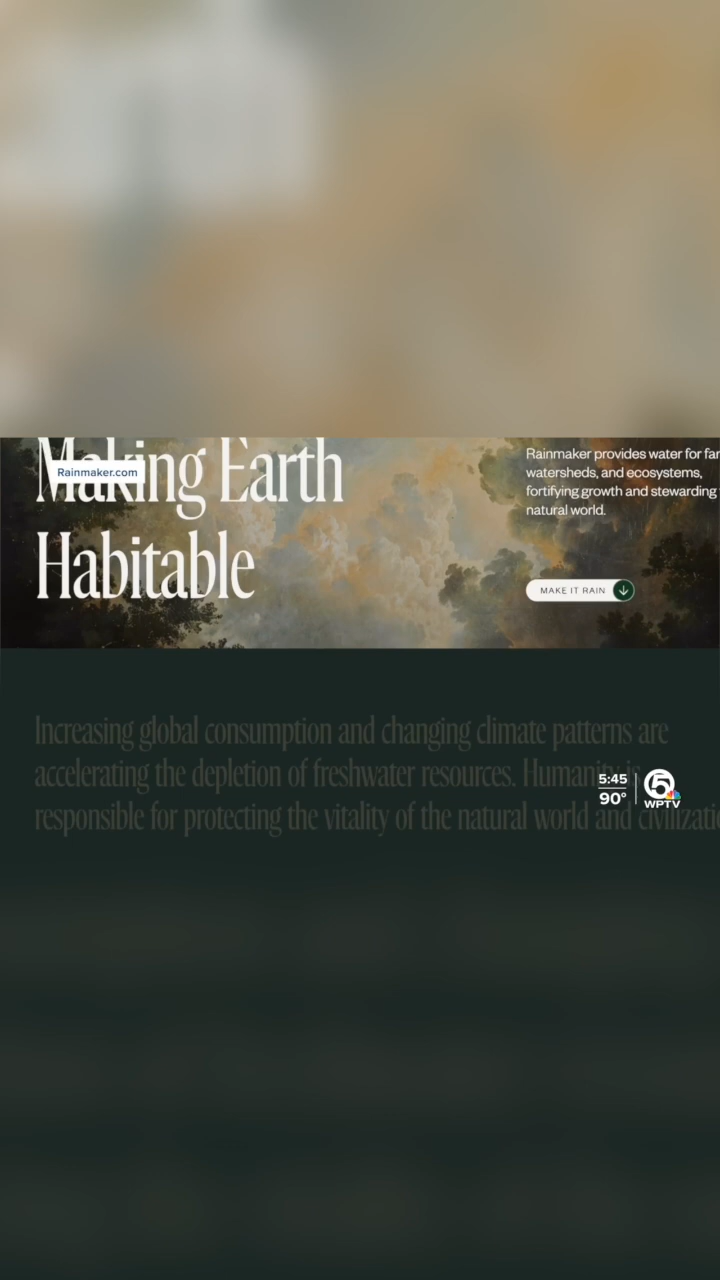 Making Earth
Habitable
Rainmaker.com
Rainmaker provides water for far
watersheds, and ecosystems,
fortifying growth and stewarding
natural world.
MAKE IT RAIN
Increasing global consumption and changing climate patterns are
accelerating the depletion of freshwater resources. Humanity is
responsible for protecting the vitality of the natural world and civilizatio
5:45
90°
5
WPTV